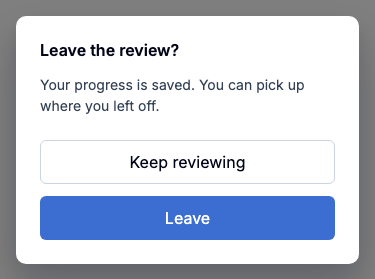 Leave the review?
Your progress is saved. You can pick up
where you left off.
Keep reviewing
Leave